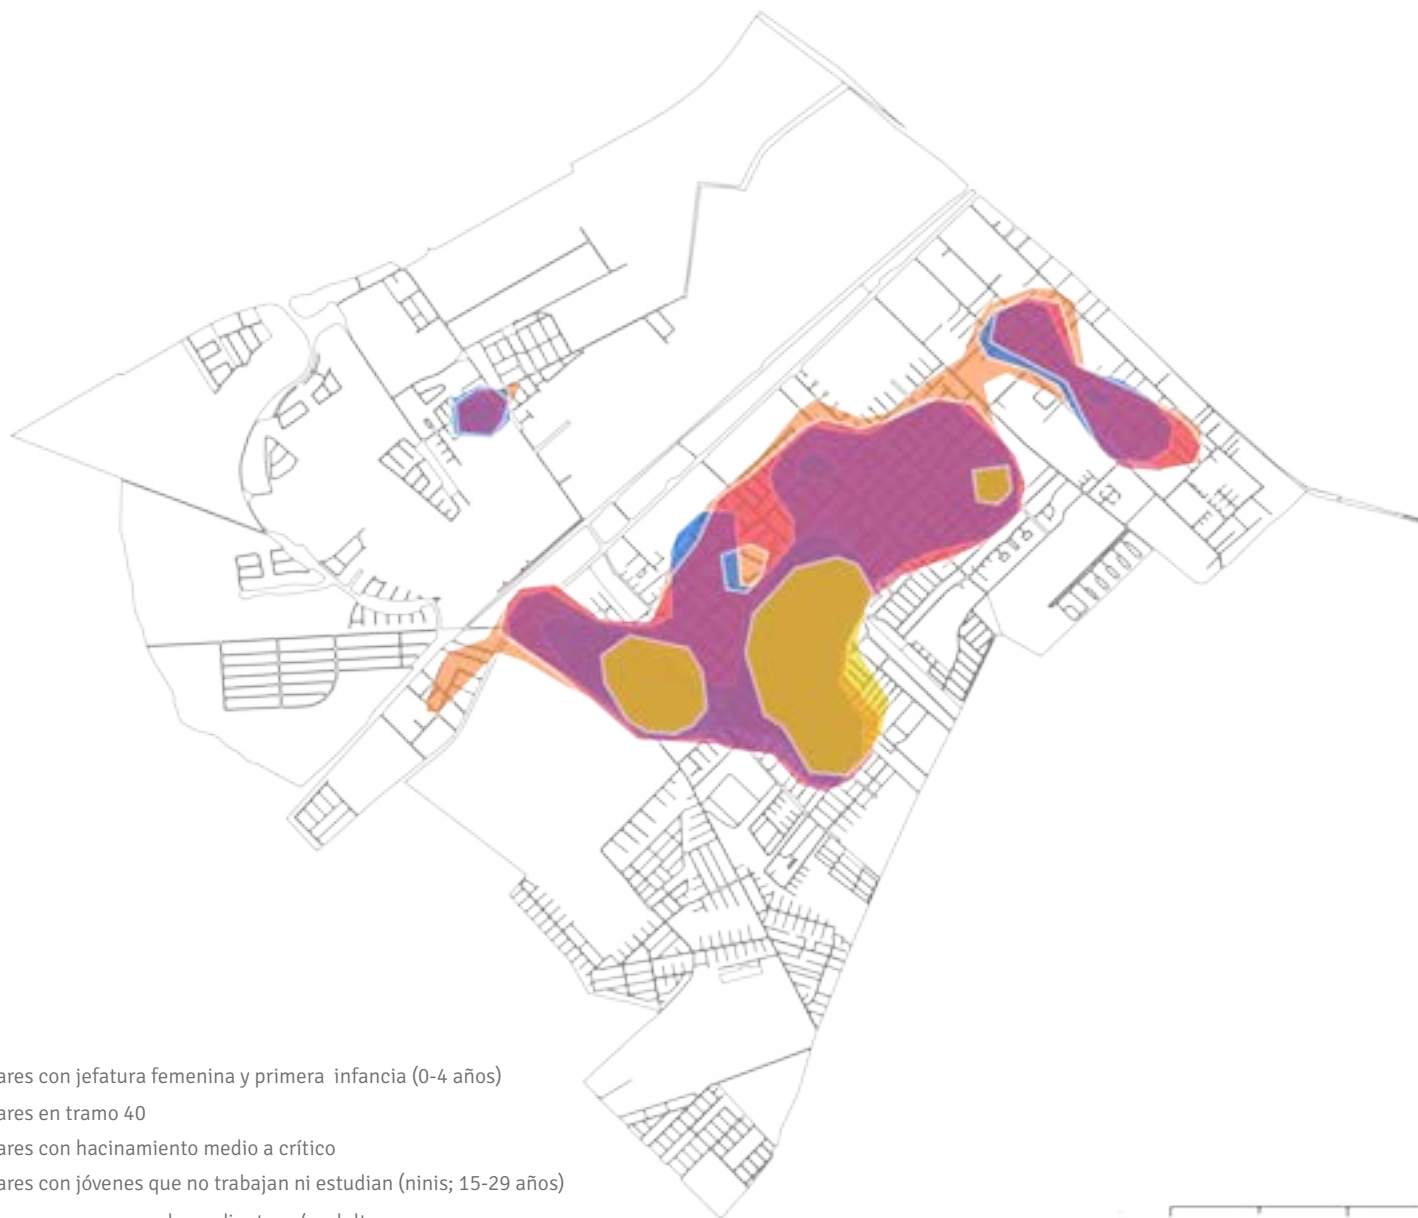 ares con jefatura femenina y primera infancia (0-4 años)
ares en tramo 40
ares con hacinamiento medio a crítico
ares con jóvenes que no trabajan ni estudian (ninis; 15-29 años)